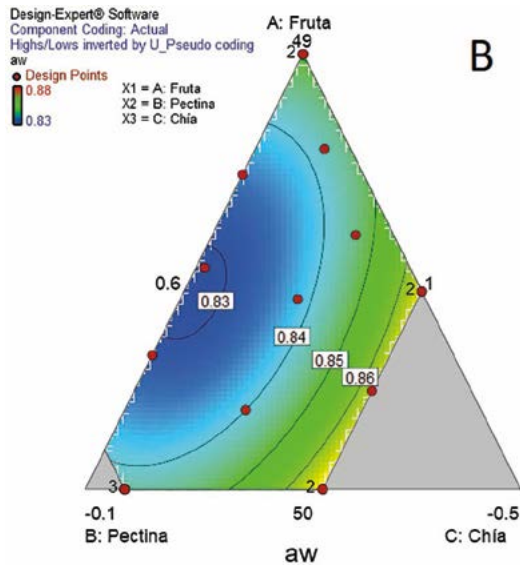 Design-Expert® Software
Component Coding: Actual
Highs/Lows inverted by U_Pseudo coding
aw
Design Points
0.88
0.83
X1 = A: Fruta
X2 = B: Pectina
X3 = C: Chía
B
A: Fruta
49
2
0.6
2
1
0.83
0.84
0.85
0.86
3
2
-0.1
50
-0.5
B: Pectina
C: Chía
aw